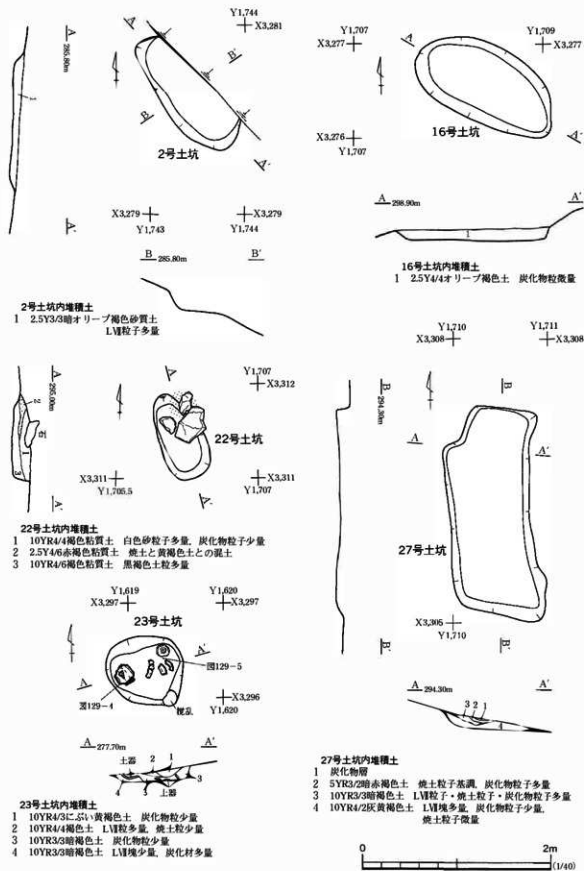 A
285.80m
1
A'
Y1,744
X3,281
A
B'
B
A'
2号土坑
X3,279
Y1,743
X3,279
Y1,744
B 285.80m B'
2号土坑内堆積土
1 2.5Y3/3暗オリーブ褐色砂質土
LⅦ粒子多量
Y1,707
X3,277
Y1,709
X3,277
A
16号土坑
A'
X3,276
Y1,707
A 298.90m A'
1
16号土坑内堆積土
1 2.5Y4/4オリーブ褐色土 炭化物粒微量
A
295.00m
2
石
1
3
A'
Y1,707
X3,312
A
22号土坑
X3,311
Y1,705.5
A'
X3,311
Y1,707
22号土坑内堆積土
1 10YR4/4褐色粘質土 白色砂粒子多量, 炭化物粒子少量
2 2.5Y4/6赤褐色粘質土 焼土と黄褐色土との混土
3 10YR4/6褐色粘質土 黒褐色土粒多量
Y1,619
X3,297
Y1,620
X3,297
23号土坑
A'
図129-5
A
図129-4
撹乱
X3,296
Y1,620
A 277.70m A'
土器 2 1
4 3 土器 3
23号土坑内堆積土
1 10YR4/3にぶい黄褐色土 炭化物粒少量
2 10YR4/4褐色土 LⅦ粒多量, 焼土粒少量
3 10YR3/3暗褐色土 炭化物粒少量
4 10YR3/3暗褐色土 LⅦ塊少量, 炭化材多量
Y1,710
X3,308
Y1,711
X3,308
B
294.30m
B'
B
A
A'
27号土坑
X3,305
Y1,710
B'
A 294.30m A'
3 2 1
4
27号土坑内堆積土
1 炭化物層
2 5YR3/2暗赤褐色土 焼土粒子基調, 炭化物粒子多量
3 10YR3/3暗褐色土 LⅦ粒子・焼土粒子・炭化物粒子多量
4 10YR4/2灰黄褐色土 LⅦ塊多量, 炭化物粒子少量,
焼土粒子微量
0 2m
(1/40)